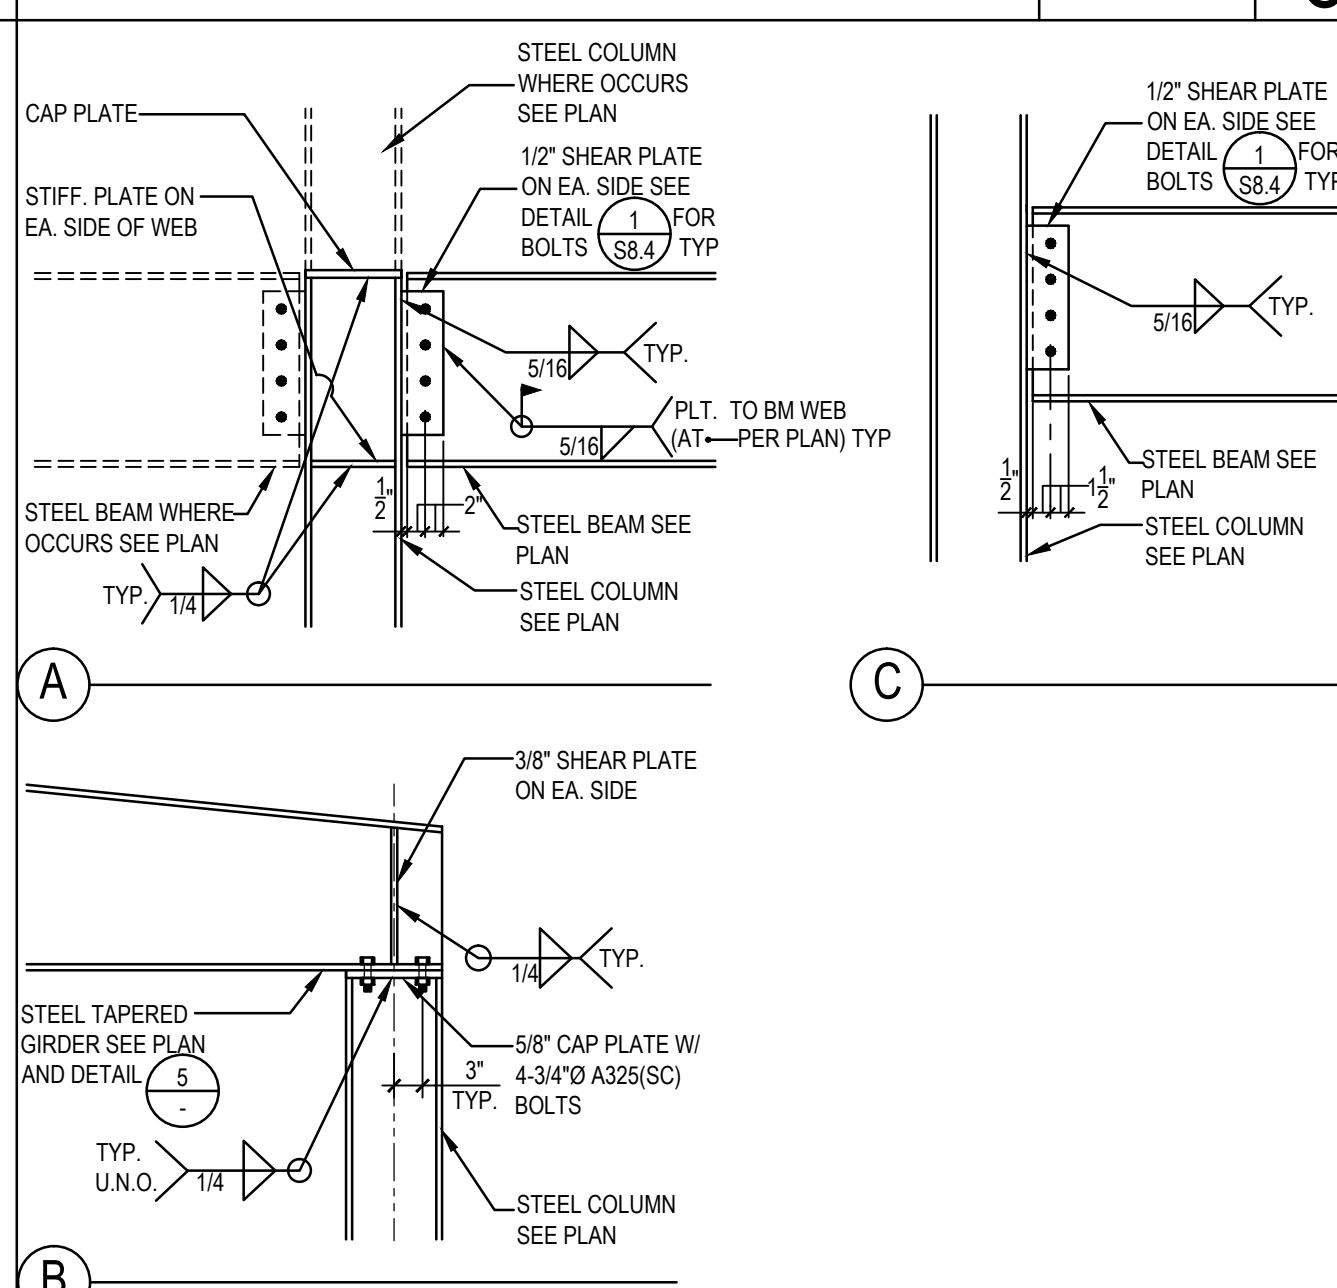 STEEL COLUMN
WHERE OCCURS
SEE PLAN
CAP PLATE
1/2" SHEAR PLATE
ON EA. SIDE SEE
DETAIL 1 FOR
BOLTS S8.4 TYP
STIFF. PLATE ON
EA. SIDE OF WEB
5/16 TYP.
PLT. TO BM WEB
5/16 (AT PER PLAN) TYP
1/2" 2"
STEEL BEAM WHERE
OCCURS SEE PLAN
STEEL BEAM SEE
PLAN
TYP. 1/4
STEEL COLUMN
SEE PLAN
A
1/2" SHEAR PLATE
ON EA. SIDE SEE
DETAIL 1 FOR
BOLTS S8.4
5/16 TYP.
STEEL BEAM SEE
PLAN
1/2" 1 1/2"
STEEL COLUMN
SEE PLAN
C
3/8" SHEAR PLATE
ON EA. SIDE
1/4 TYP.
STEEL TAPERED
GIRDER SEE PLAN
AND DETAIL 5
-
5/8" CAP PLATE W/
4-3/4"Ø A325(SC)
BOLTS
3"
TYP.
TYP.
U.N.O. 1/4
STEEL COLUMN
SEE PLAN
B